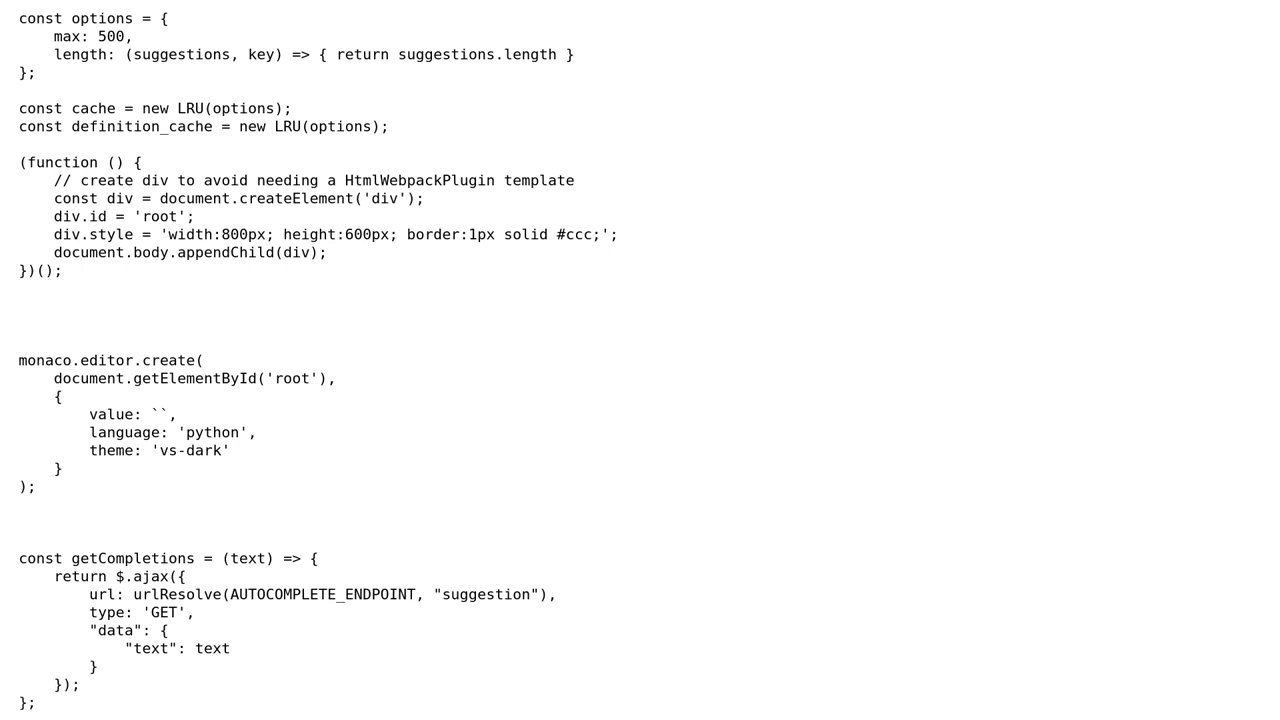 const options = {
    max: 500,
    length: (suggestions, key) => { return suggestions.length }
};

const cache = new LRU(options);
const definition_cache = new LRU(options);

(function () {
    // create div to avoid needing a HtmlWebpackPlugin template
    const div = document.createElement('div');
    div.id = 'root';
    div.style = 'width:800px; height:600px; border:1px solid #ccc;';
    document.body.appendChild(div);
})();

monaco.editor.create(
    document.getElementById('root'),
    {
        value: ``,
        language: 'python',
        theme: 'vs-dark'
    }
);

const getCompletions = (text) => {
    return $.ajax({
        url: urlResolve(AUTOCOMPLETE_ENDPOINT, "suggestion"),
        type: 'GET',
        "data": {
            "text": text
        }
    });
};